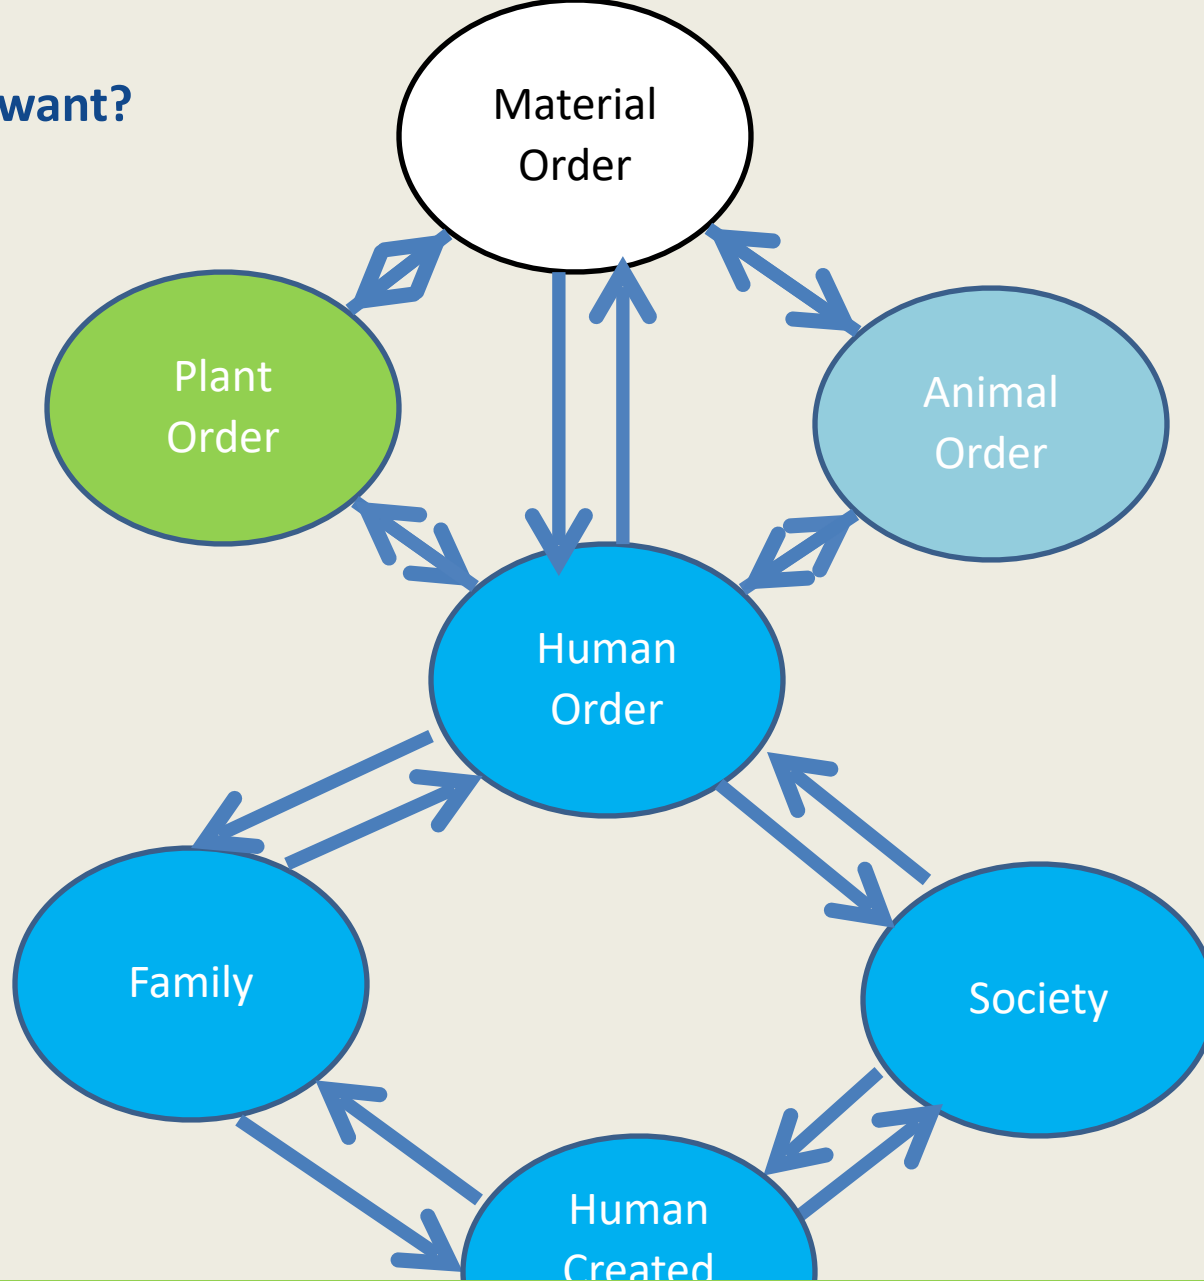 want?
Material
Order
Plant
Order
Animal
Order
Human
Order
Family
Society
Human
Created